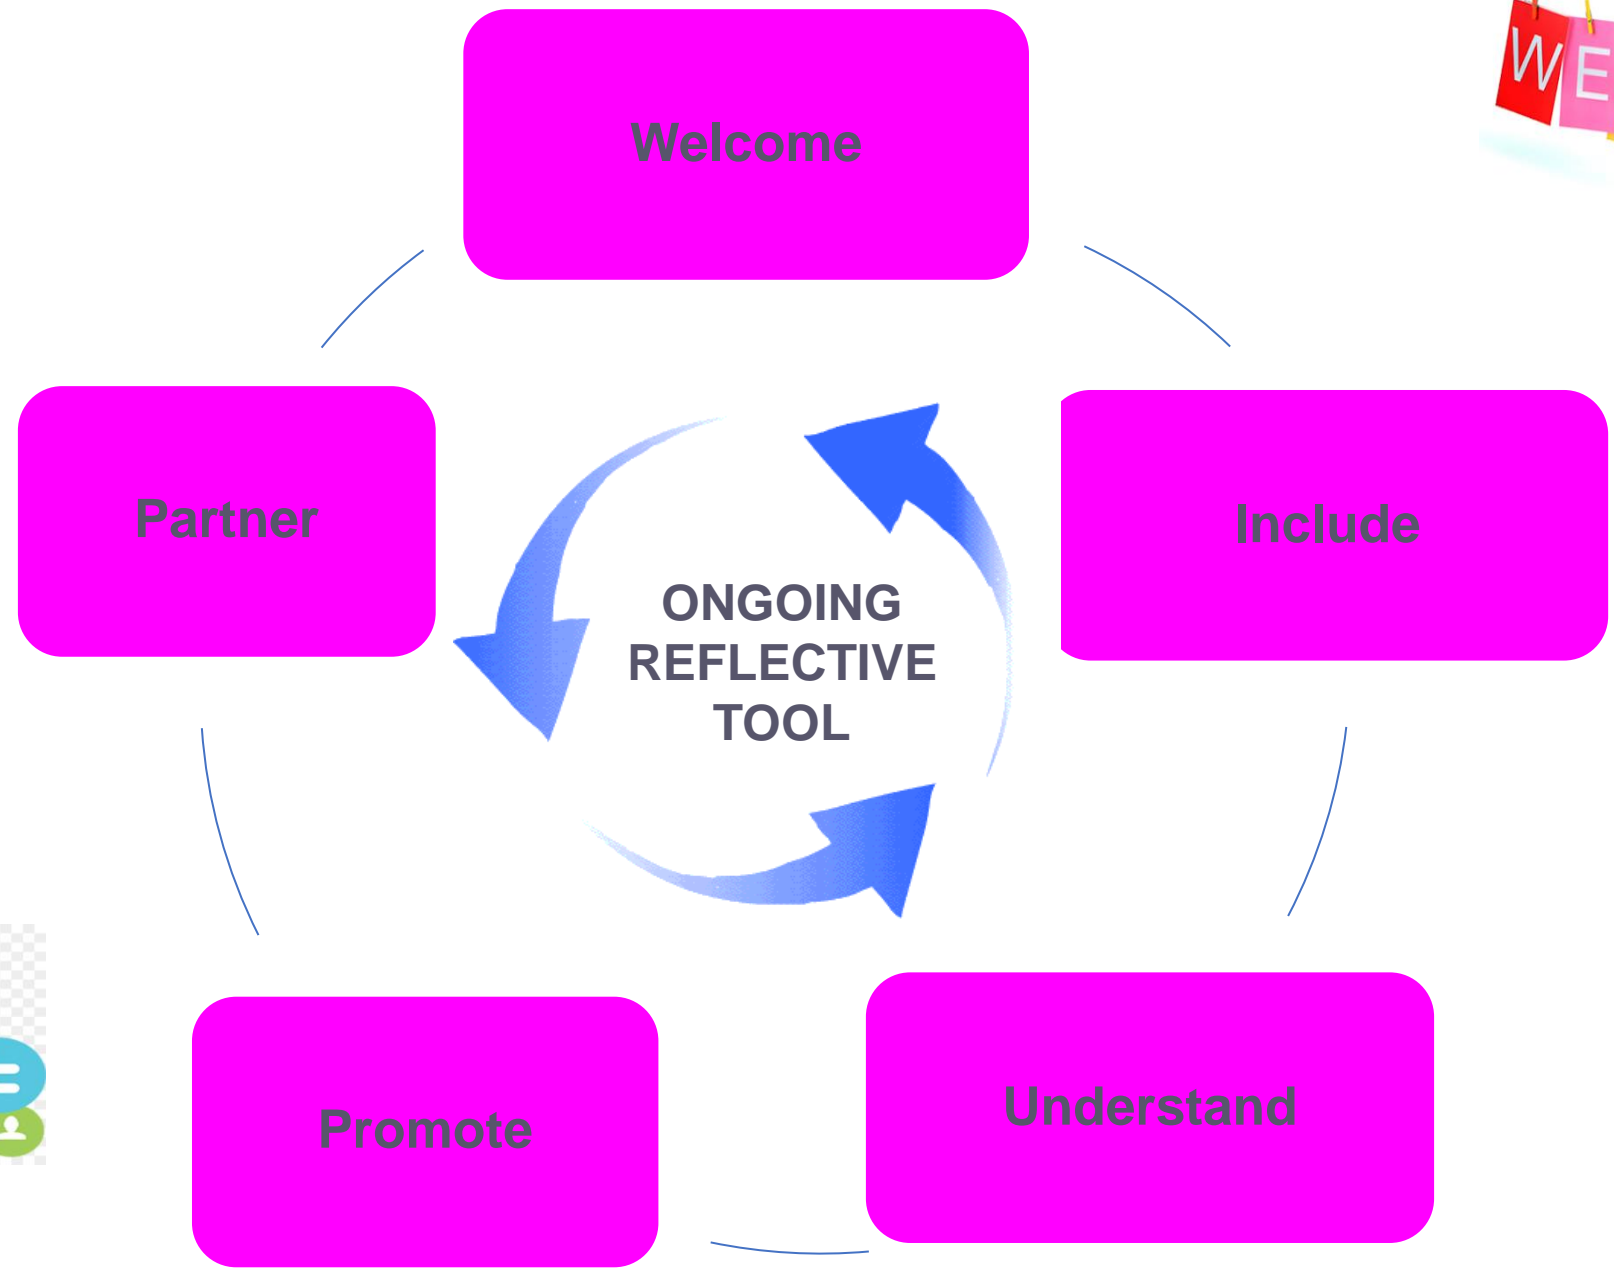 Welcome
WE
Partner
Include
ONGOING
REFLECTIVE
TOOL
Understand
Promote